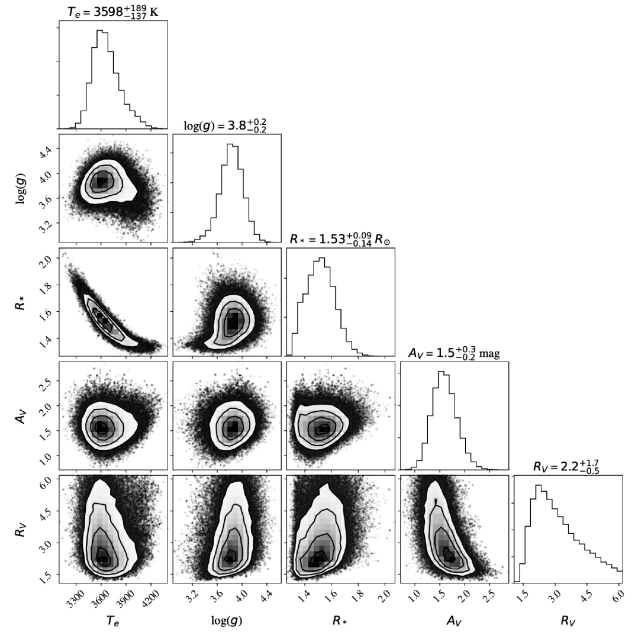 T_e = 3598^{+189}_{-137} K
log(g) = 3.8^{+0.2}_{-0.2}
4.4
4.0
3.6
3.2
log(g)
R_* = 1.53^{+0.09}_{-0.14} R_⊙
2.0
1.8
1.6
1.4
R_*
A_V = 1.5^{+0.3}_{-0.2} mag
2.5
2.0
1.5
1.0
A_V
R_V = 2.2^{+1.7}_{-0.5}
6.0
4.5
3.0
1.5
R_V
3300 3600 3900 4200 3.2 3.6 4.0 4.4 1.4 1.6 1.8 2.0 1.0 1.5 2.0 2.5 1.5 3.0 4.5 6.0
T_e log(g) R_* A_V R_V